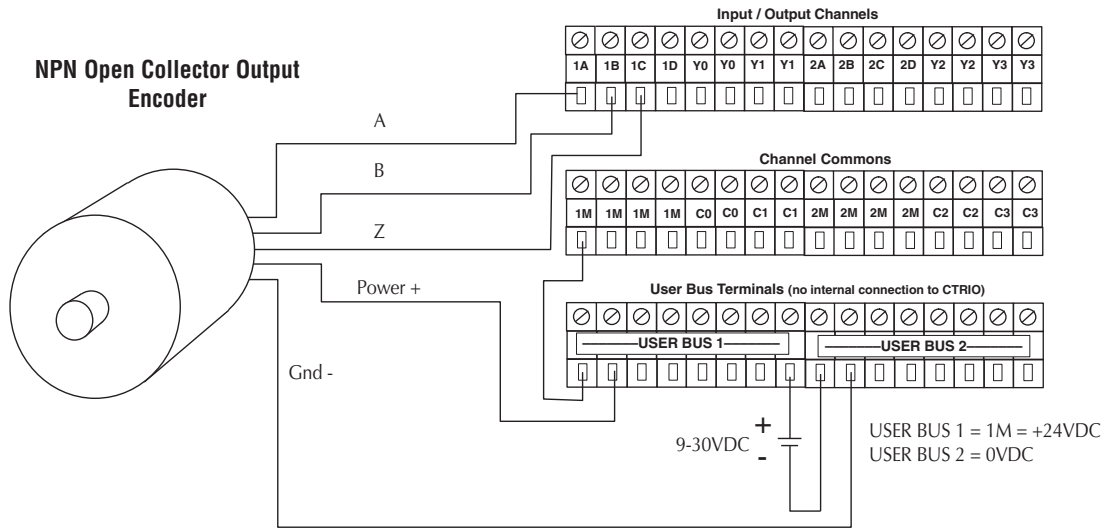 Input / Output Channels
NPN Open Collector Output
Encoder
1A 1B 1C 1D Y0 Y0 Y1 Y1 2A 2B 2C 2D Y2 Y2 Y3 Y3
A
B
Z
Channel Commons
1M 1M 1M 1M C0 C0 C1 C1 2M 2M 2M 2M C2 C2 C3 C3
Power +
User Bus Terminals (no internal connection to CTRIO)
USER BUS 1 USER BUS 2
Gnd -
9-30VDC + -
USER BUS 1 = 1M = +24VDC
USER BUS 2 = 0VDC